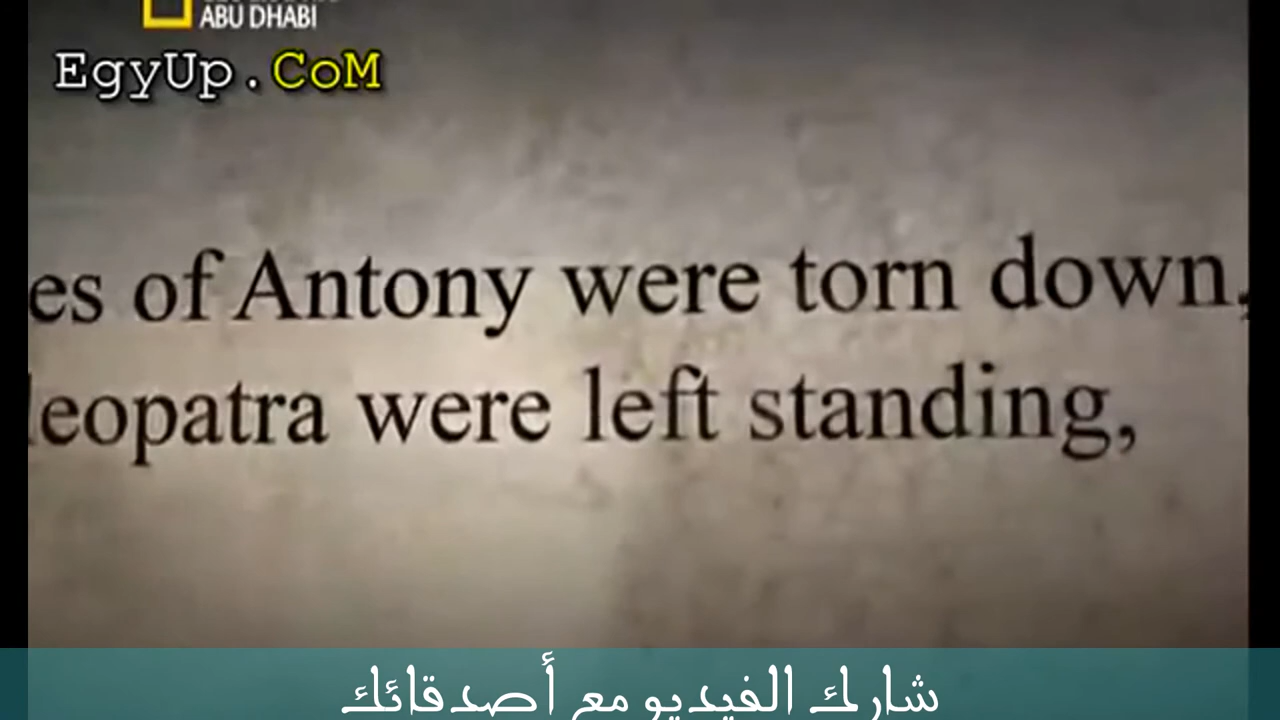 ABU DHABI
EgyUp.CoM
es of Antony were torn down,
leopatra were left standing,
شارك الفيديو مع أصدقائك